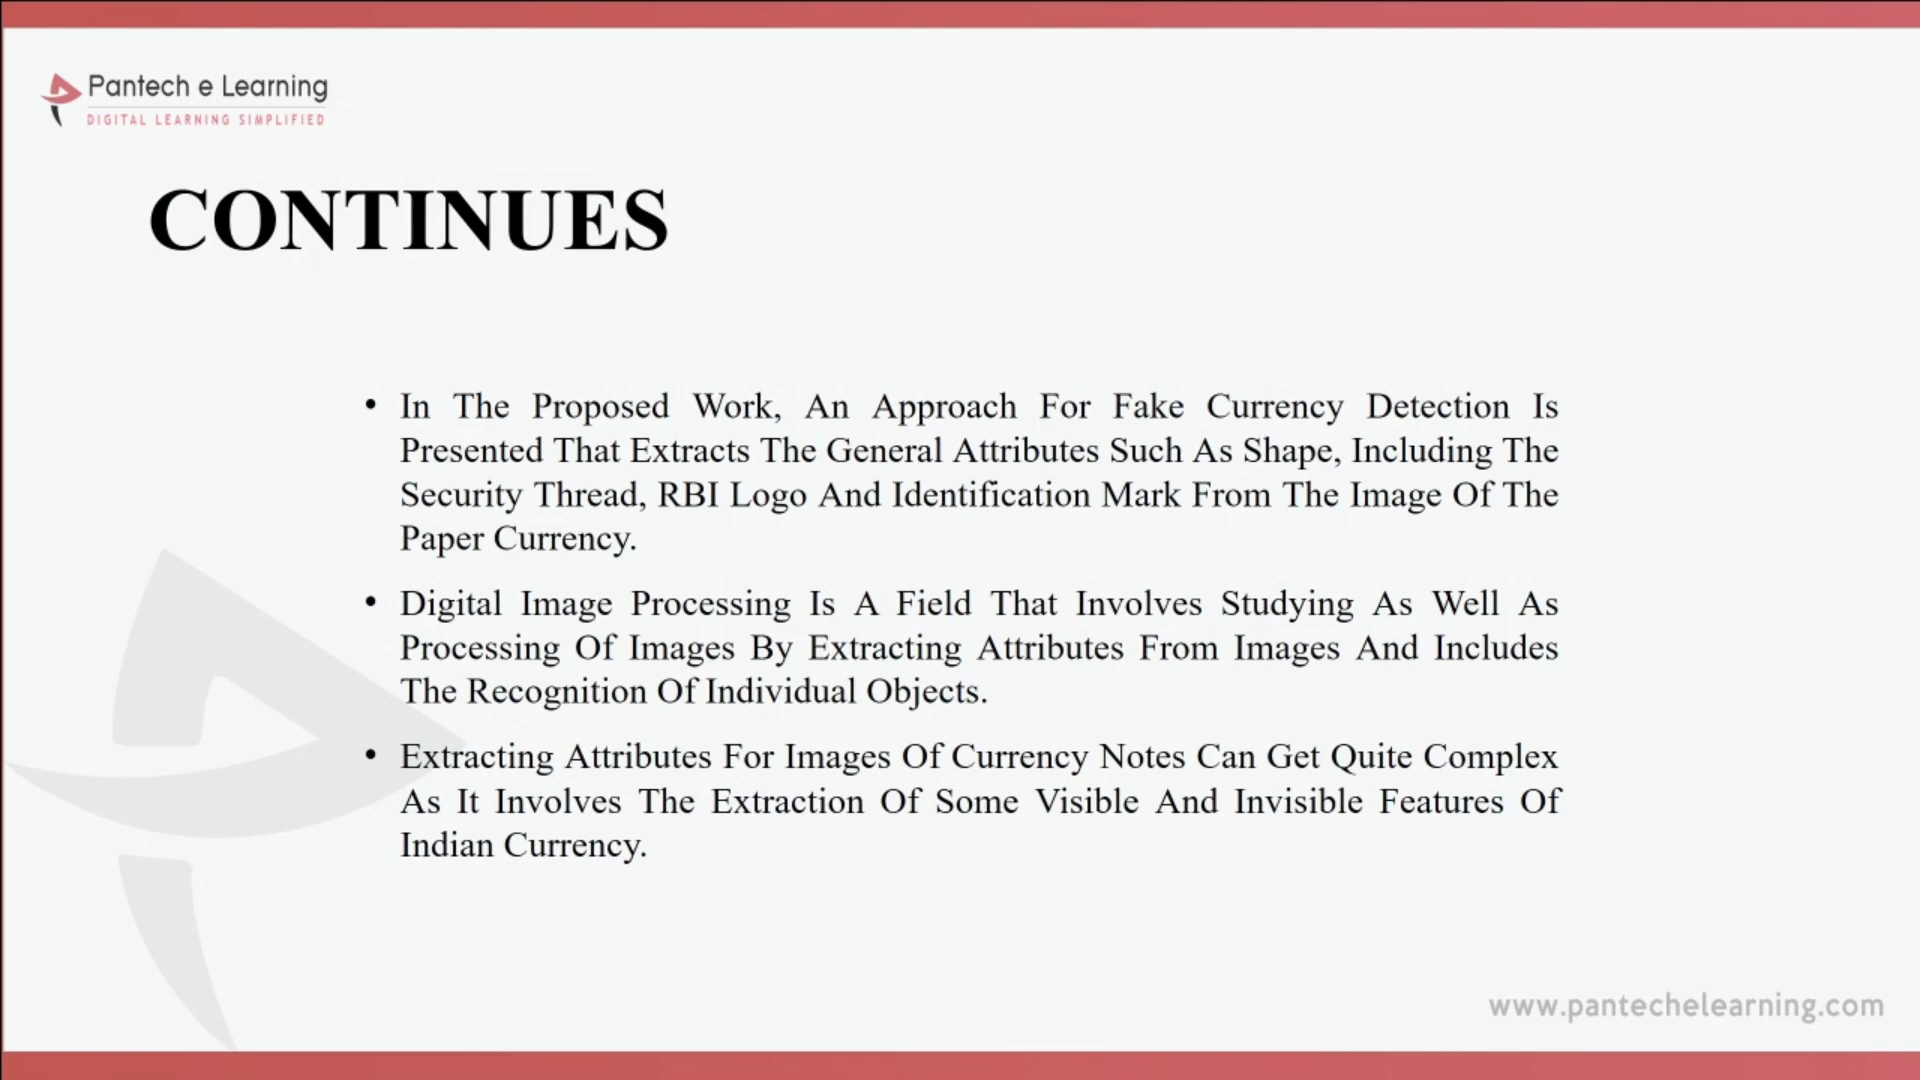 Pantech e Learning
DIGITAL LEARNING SIMPLIFIED
CONTINUES
• In The Proposed Work, An Approach For Fake Currency Detection Is
Presented That Extracts The General Attributes Such As Shape, Including The
Security Thread, RBI Logo And Identification Mark From The Image Of The
Paper Currency.
• Digital Image Processing Is A Field That Involves Studying As Well As
Processing Of Images By Extracting Attributes From Images And Includes
The Recognition Of Individual Objects.
• Extracting Attributes For Images Of Currency Notes Can Get Quite Complex
As It Involves The Extraction Of Some Visible And Invisible Features Of
Indian Currency.
www.pantechelearning.com